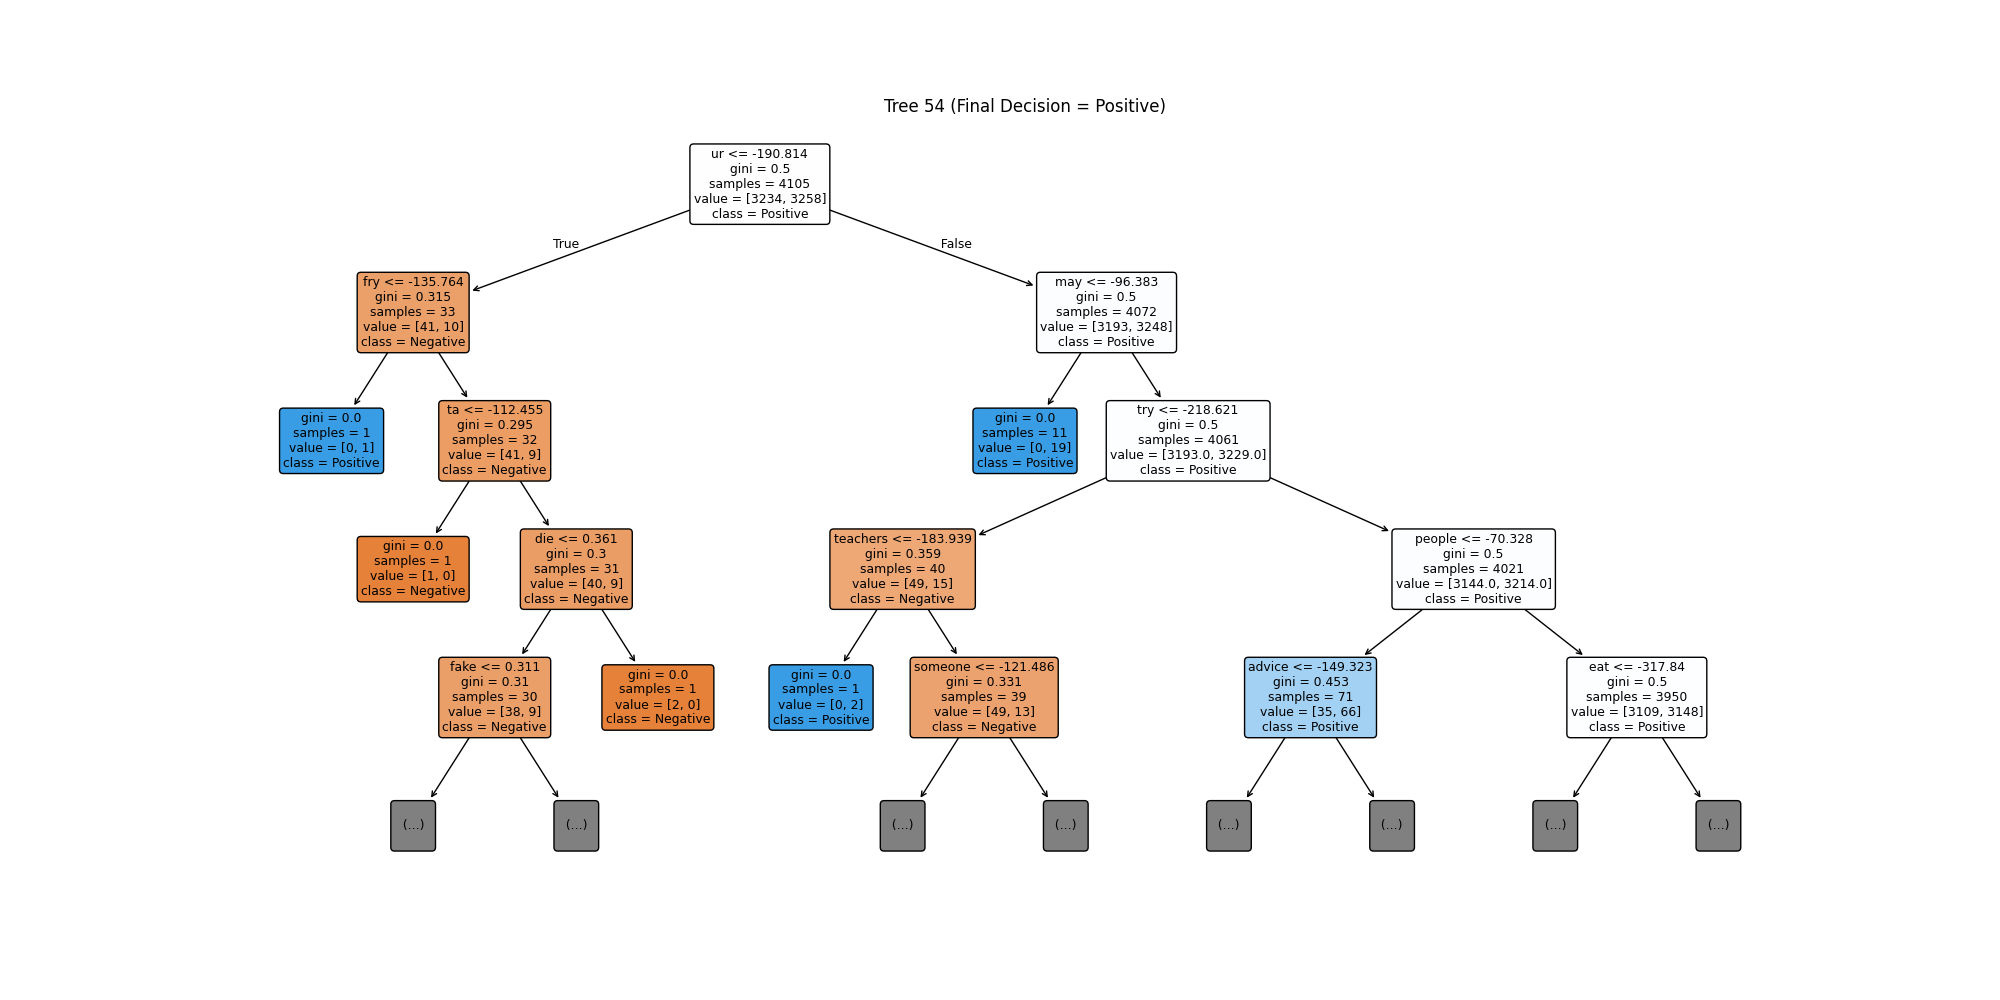 Tree 54 (Final Decision = Positive)
ur <= -190.814
gini = 0.5
samples = 4105
value = [3234, 3258]
class = Positive
True
False
fry <= -135.764
gini = 0.315
samples = 33
value = [41, 10]
class = Negative
may <= -96.383
gini = 0.5
samples = 4072
value = [3193, 3248]
class = Positive
gini = 0.0
samples = 1
value = [0, 1]
class = Positive
ta <= -112.455
gini = 0.295
samples = 32
value = [41, 9]
class = Negative
gini = 0.0
samples = 11
value = [0, 19]
class = Positive
try <= -218.621
gini = 0.5
samples = 4061
value = [3193.0, 3229.0]
class = Positive
gini = 0.0
samples = 1
value = [1, 0]
class = Negative
die <= 0.361
gini = 0.3
samples = 31
value = [40, 9]
class = Negative
teachers <= -183.939
gini = 0.359
samples = 40
value = [49, 15]
class = Negative
people <= -70.328
gini = 0.5
samples = 4021
value = [3144.0, 3214.0]
class = Positive
fake <= 0.311
gini = 0.31
samples = 30
value = [38, 9]
class = Negative
gini = 0.0
samples = 1
value = [2, 0]
class = Negative
gini = 0.0
samples = 1
value = [0, 2]
class = Positive
someone <= -121.486
gini = 0.331
samples = 39
value = [49, 13]
class = Negative
advice <= -149.323
gini = 0.453
samples = 71
value = [35, 66]
class = Positive
eat <= -317.84
gini = 0.5
samples = 3950
value = [3109, 3148]
class = Positive
(...)
(...)
(...)
(...)
(...)
(...)
(...)
(...)